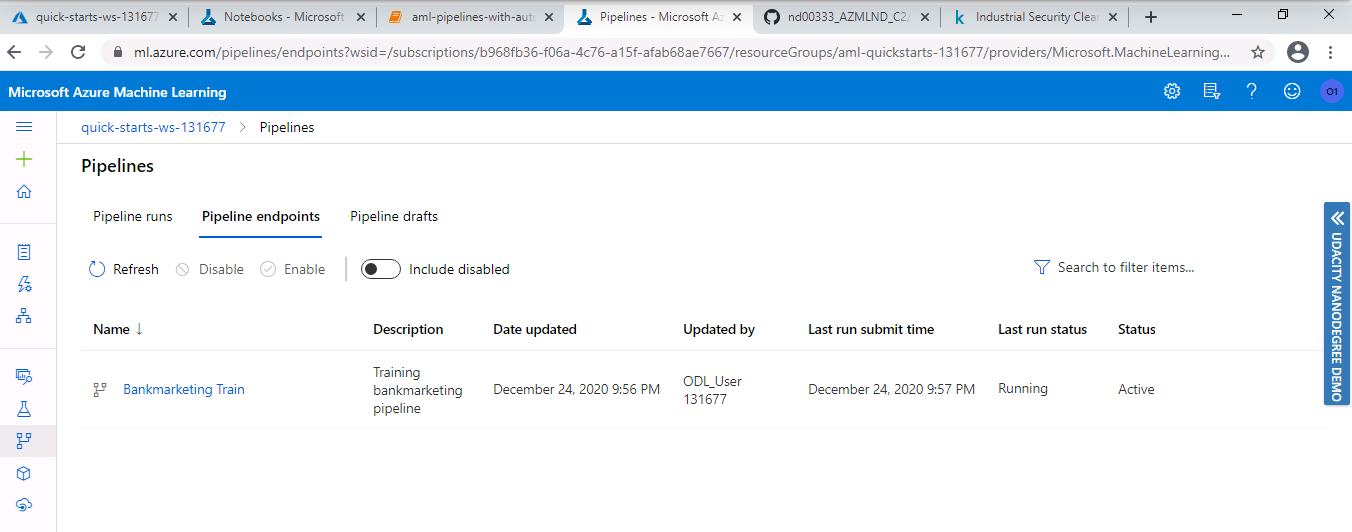 quick-starts-ws-131677
Notebooks - Microsoft
aml-pipelines-with-auto
Pipelines - Microsoft Az
nd00333_AZMLND_C2/
Industrial Security Clea
ml.azure.com/pipelines/endpoints?wsid=/subscriptions/b968fb36-f06a-4c76-a15f-afab68ae7667/resourceGroups/aml-quickstarts-131677/providers/Microsoft.MachineLearning...
Microsoft Azure Machine Learning
O1
quick-starts-ws-131677 > Pipelines
Pipelines
Pipeline runs Pipeline endpoints Pipeline drafts
Refresh Disable Enable Include disabled Search to filter items...
Name ↓ Description Date updated Updated by Last run submit time Last run status Status
Bankmarketing Train
Training
bankmarketing
pipeline
December 24, 2020 9:56 PM
ODL_User
131677
December 24, 2020 9:57 PM
Running
Active
UDACITY NANODEGREE DEMO